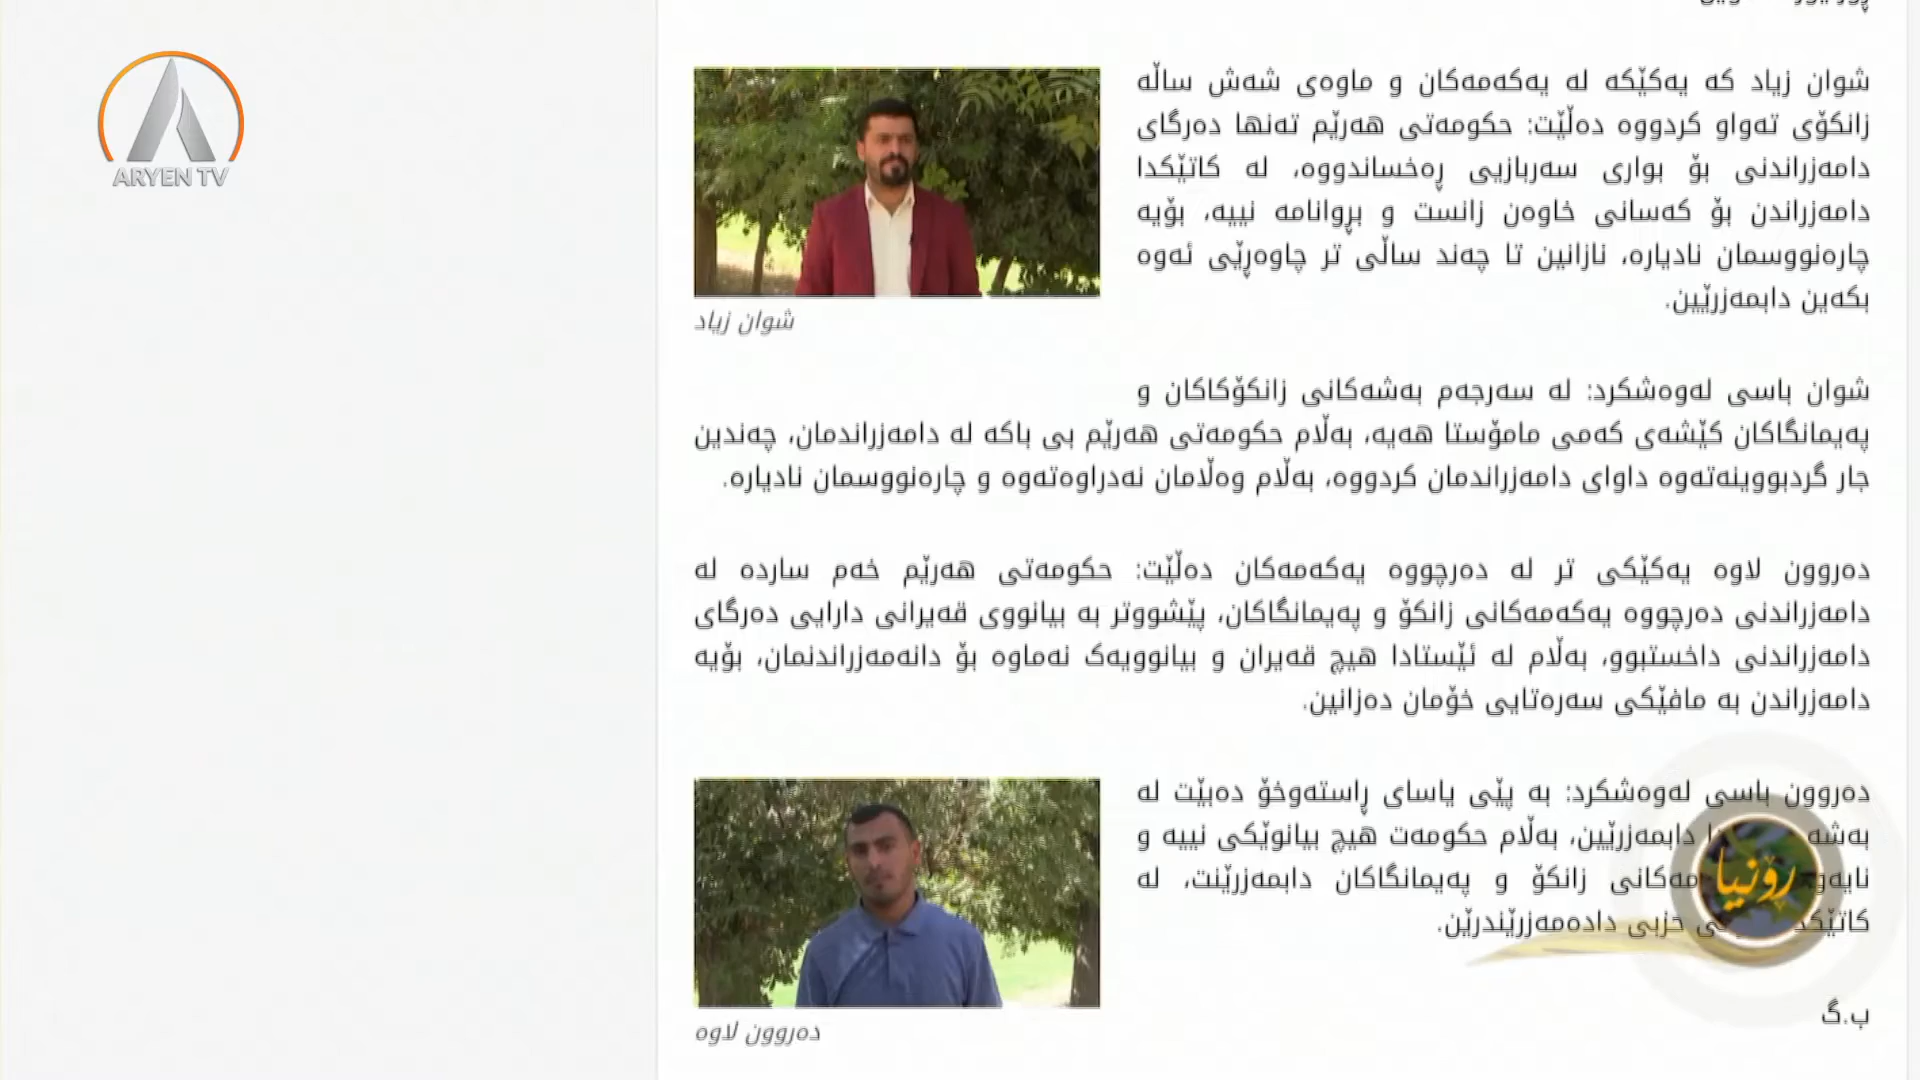 ARYEN TV
شوان زیاد کە یەکێکە لە یەکەمەکان و ماوەی شەش ساڵە
زانکۆی تەواو کردووە دەڵێت: حکومەتی هەرێم تەنها دەرگای
دامەزراندنی بۆ بواری سەربازیی ڕەخساندووە، لە کاتێکدا
دامەزراندن بۆ کەسانی خاوەن زانست و بڕوانامە نییە، بۆیە
چارەنووسمان نادیارە، نازانین تا چەند ساڵی تر چاوەڕێی ئەوە
بکەین دابمەزرێین.
شوان زیاد
شوان باسی لەوەشکرد: لە سەرجەم بەشەکانی زانکۆکاکان و
پەیمانگاکان کێشەی کەمی مامۆستا هەیە، بەڵام حکومەتی هەرێم بی باکە لە دامەزراندمان، چەندین
جار گردبووینەتەوە داوای دامەزراندمان کردووە، بەڵام وەڵامان نەدراوەتەوە و چارەنووسمان نادیارە.
دەروون لاوە یەکێکی تر لە دەرچووە یەکەمەکان دەڵێت: حکومەتی هەرێم خەم ساردە لە
دامەزراندنی دەرچووە یەکەمەکانی زانکۆ و پەیمانگاکان، پێشووتر بە بیانووی قەیرانی دارایی دەرگای
دامەزراندنی داخستبوو، بەڵام لە ئێستادا هیچ قەیران و بیانوویەک نەماوە بۆ دانەمەزراندنمان، بۆیە
دامەزراندن بە مافێکی سەرەتایی خۆمان دەزانین.
دەروون باسی لەوەشکرد: بە پێی یاسای ڕاستەوخۆ دەبێت لە
دابمەزرێین، بەڵام حکومەت هیچ بیانوێکی نییە و
زانکۆ و پەیمانگاکان دابمەزرێنت، لە
حزبی دادەمەزرێندرێن.
رۆنیا
دەروون لاوە
ب.گ